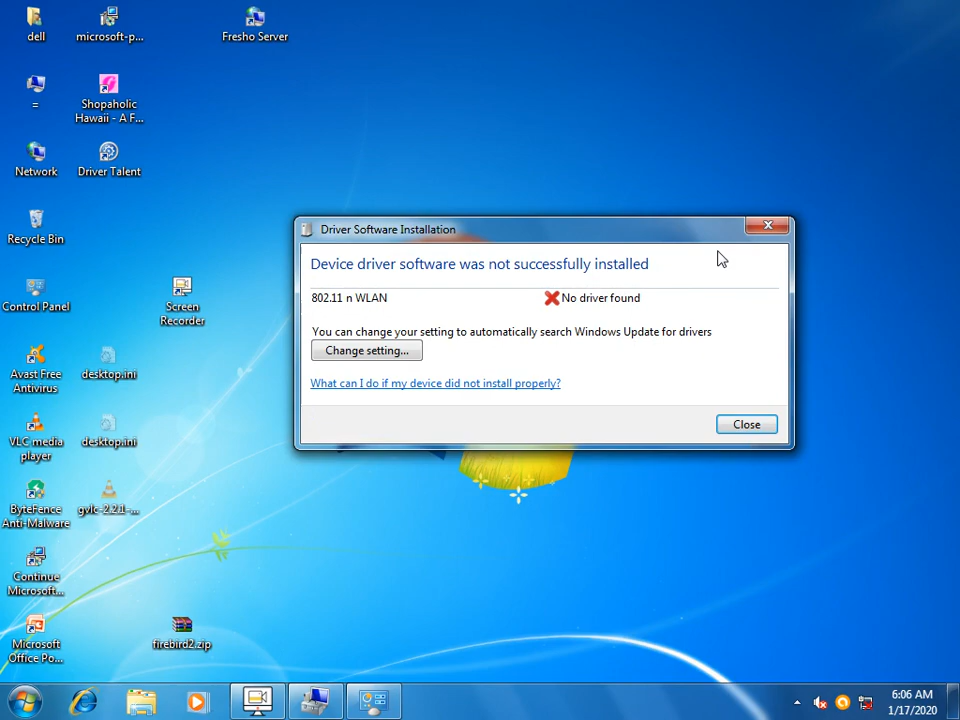 dell
microsoft-p...
Fresho Server
=
Shopaholic
Hawaii - A F...
Network
Driver Talent
Recycle Bin
Control Panel
Screen
Recorder
Avast Free
Antivirus
desktop.ini
VLC media
player
desktop.ini
ByteFence
Anti-Malware
gvlc-2.2.1-...
Continue
Microsoft...
Microsoft
Office Po...
firebird2.zip
Driver Software Installation
Device driver software was not successfully installed
802.11 n WLAN
No driver found
You can change your setting to automatically search Windows Update for drivers
Change setting...
What can I do if my device did not install properly?
Close
6:06 AM
1/17/2020